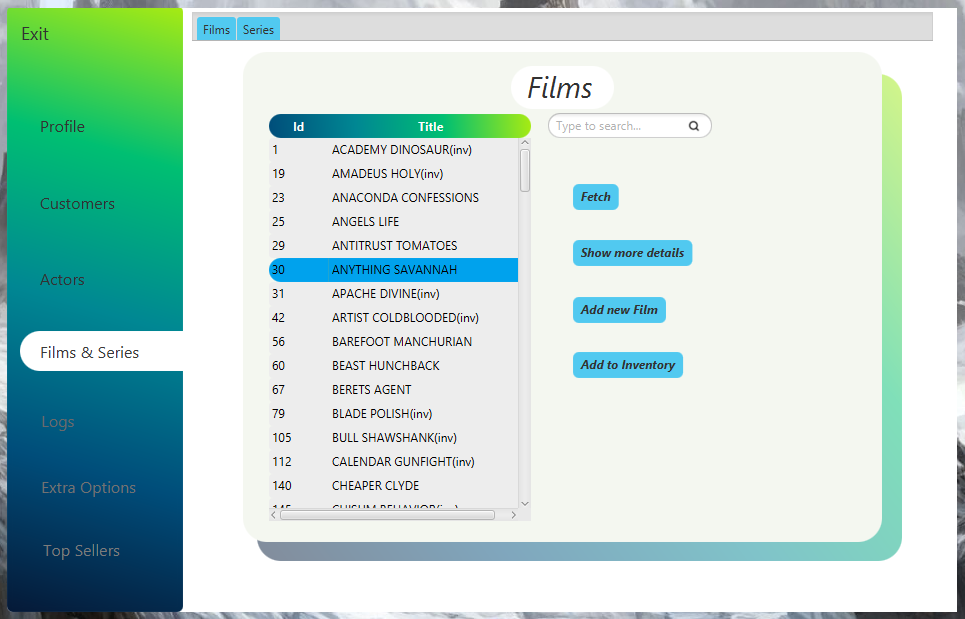 Exit
Profile
Customers
Actors
Films & Series
Logs
Extra Options
Top Sellers
Films Series
Films
Id Title
Type to search...
1 ACADEMY DINOSAUR(inv)
19 AMADEUS HOLY(inv)
23 ANACONDA CONFESSIONS
25 ANGELS LIFE
29 ANTITRUST TOMATOES
30 ANYTHING SAVANNAH
31 APACHE DIVINE(inv)
42 ARTIST COLDBLOODED(inv)
56 BAREFOOT MANCHURIAN
60 BEAST HUNCHBACK
67 BERETS AGENT
79 BLADE POLISH(inv)
105 BULL SHAWSHANK(inv)
112 CALENDAR GUNFIGHT(inv)
140 CHEAPER CLYDE
145 CHISUM BEHAVIOR(inv)
Fetch
Show more details
Add new Film
Add to Inventory